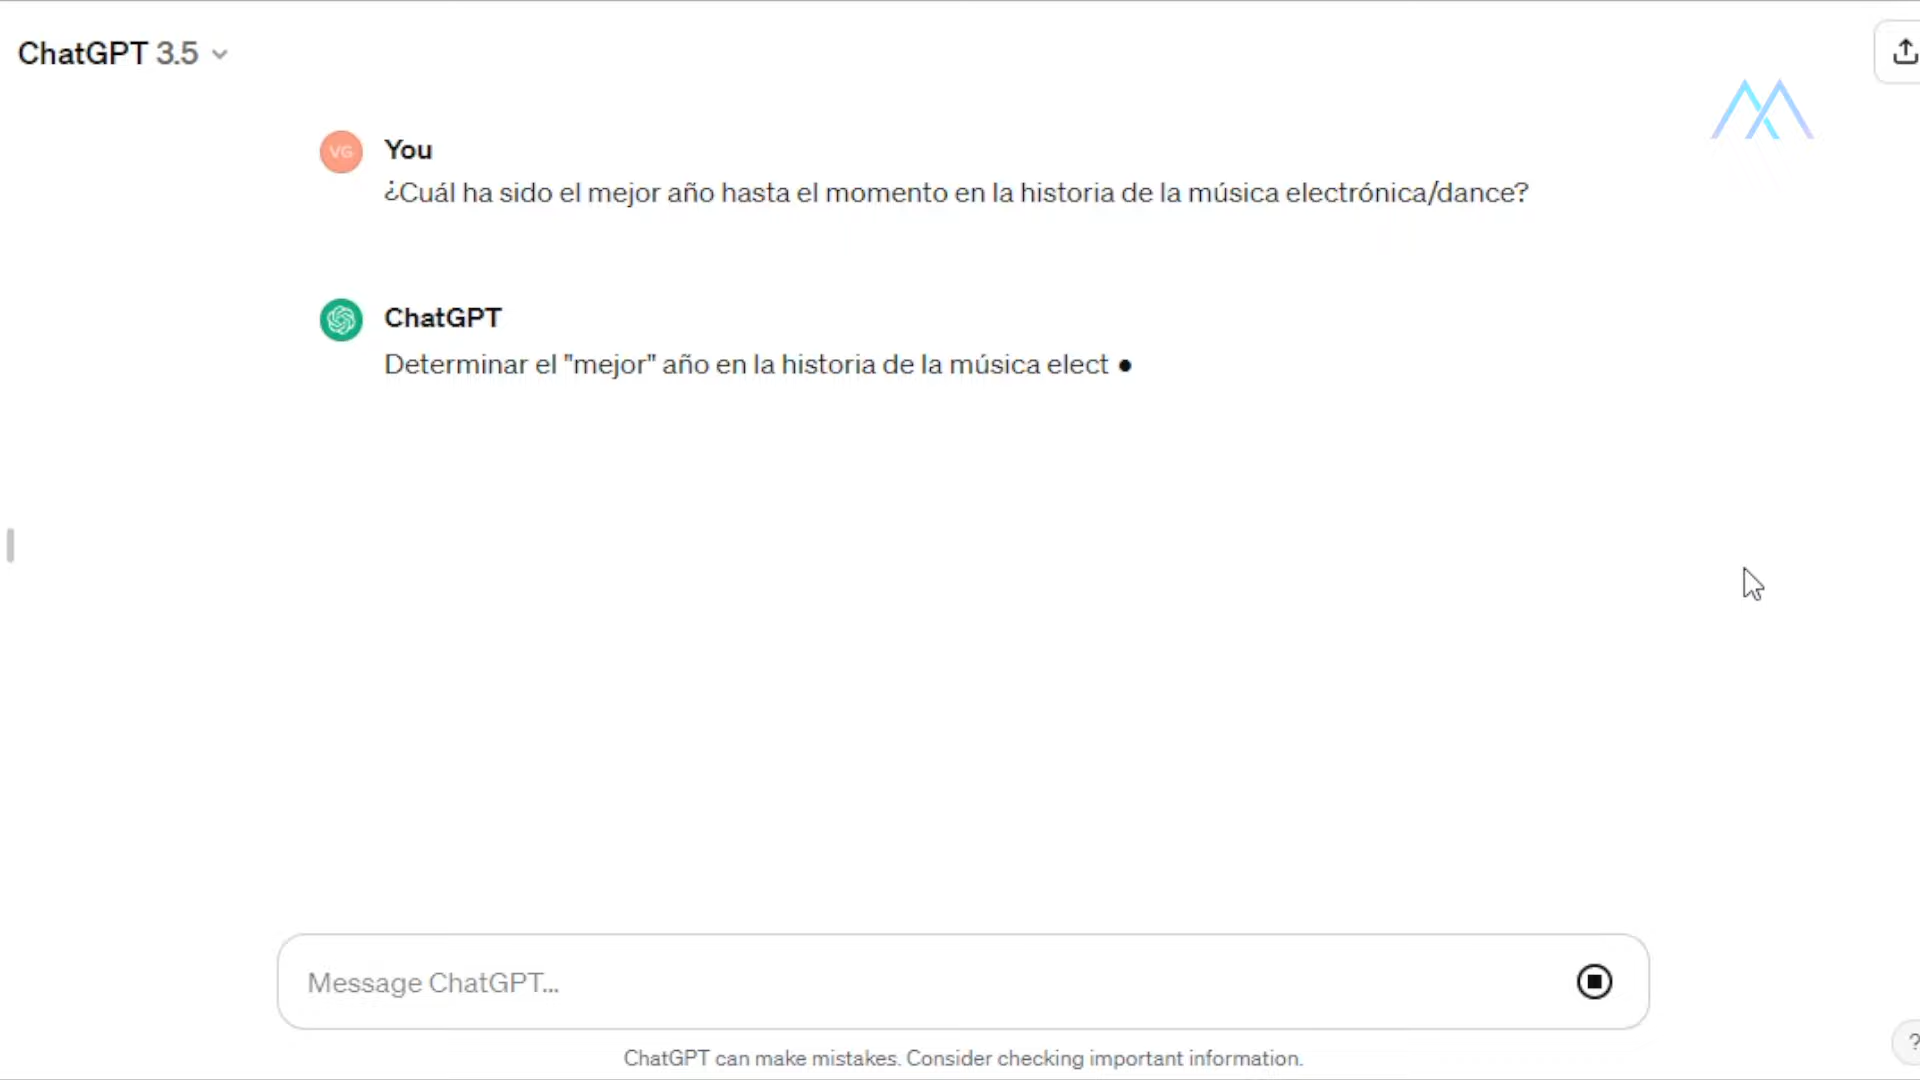 ChatGPT 3.5
VG
You
¿Cuál ha sido el mejor año hasta el momento en la historia de la música electrónica/dance?
ChatGPT
Determinar el "mejor" año en la historia de la música elect
Message ChatGPT...
ChatGPT can make mistakes. Consider checking important information.
?